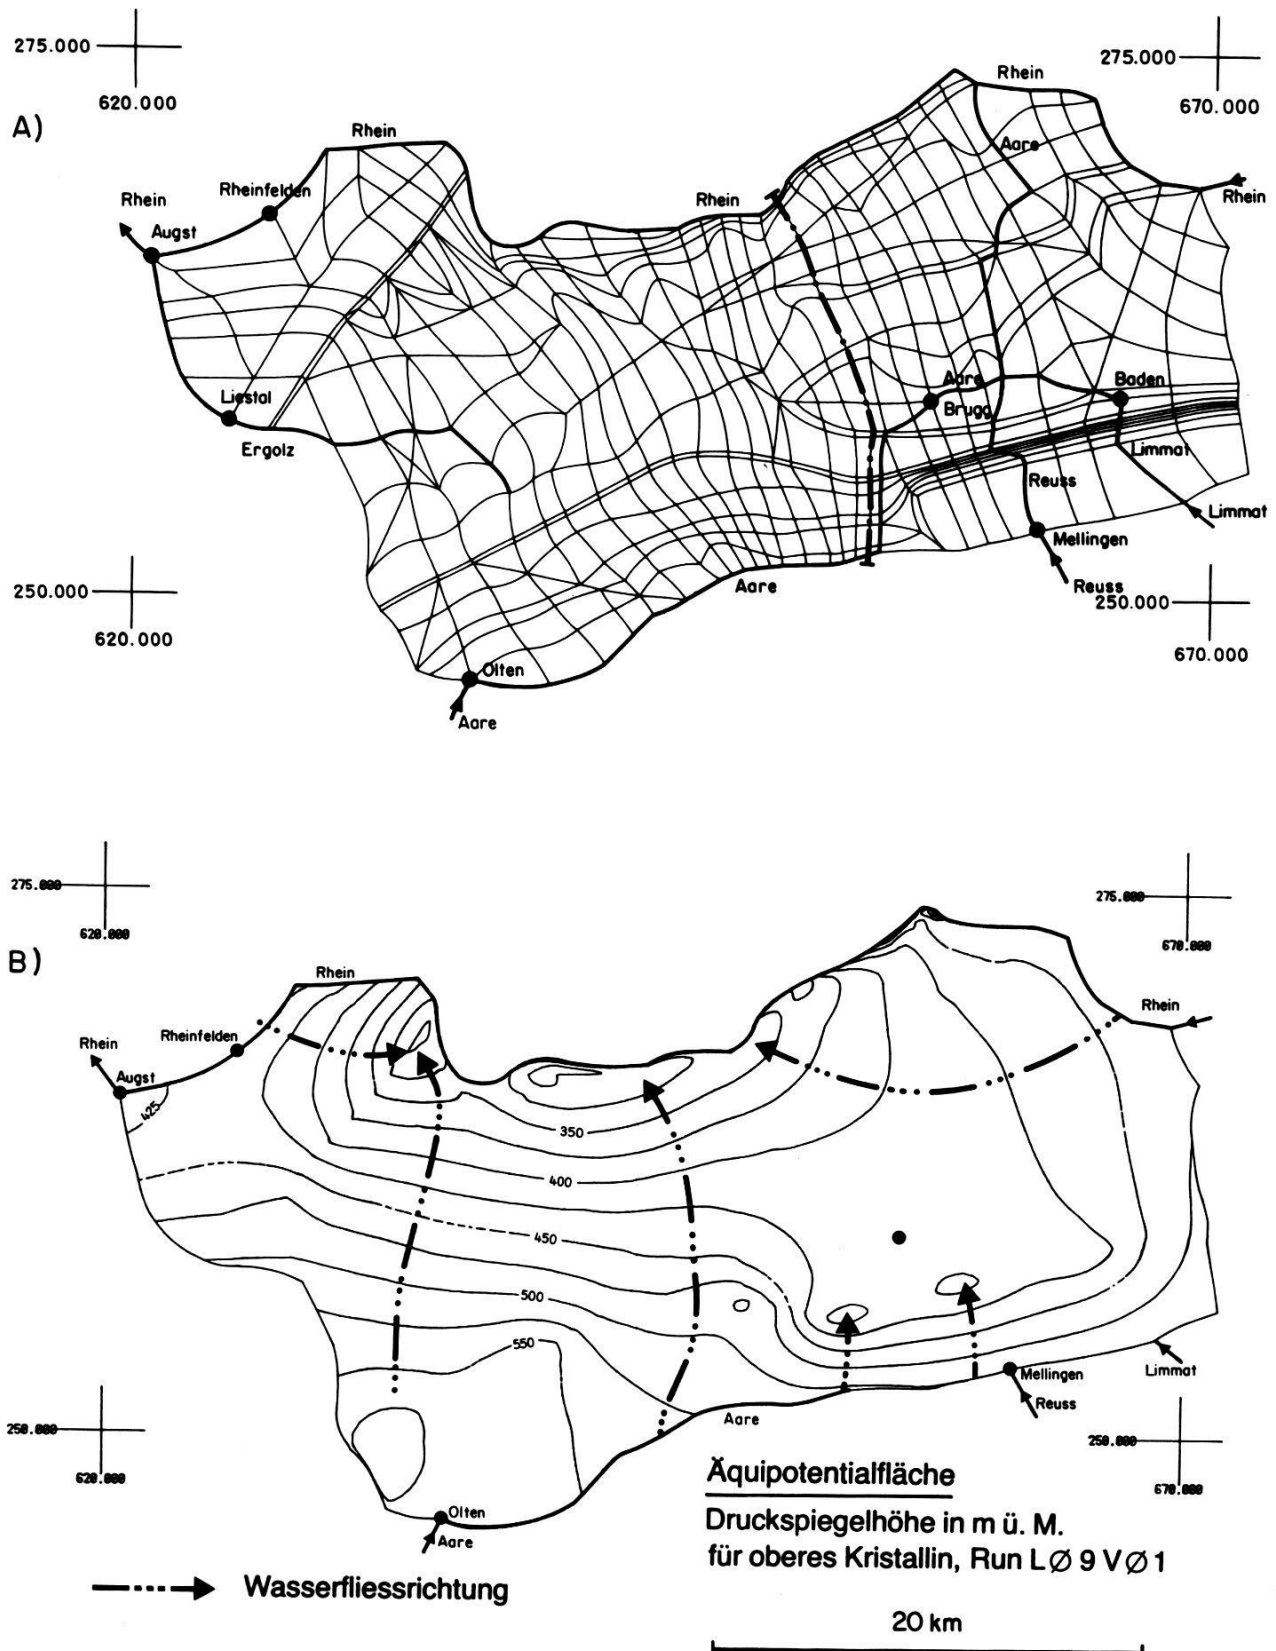 275.000
620.000
275.000
670.000
A)
Rhein
Rhein
Aare
Rhein
Rheinfelden
Rhein
Rhein
Augst
Liestal
Ergolz
Aare
Brugg
Baden
Limmat
Reuss
Limmat
Mellingen
Reuss
250.000
620.000
250.000
670.000
Aare
Olten
Aare
275.000
620.000
275.000
670.000
B)
Rhein
Rhein
Rheinfelden
Rhein
Augst
425
350
400
450
500
550
Mellingen
Reuss
Limmat
Aare
250.000
620.000
250.000
670.000
Olten
Aare
Äquipotentialfläche
Druckspiegelhöhe in m ü. M.
für oberes Kristallin, Run LØ9VØ1
Wasserfliessrichtung
20 km